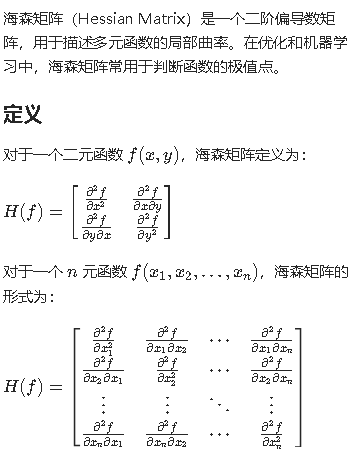 海森矩阵（Hessian Matrix）是一个二阶偏导数矩
阵，用于描述多元函数的局部曲率。在优化和机器学
习中，海森矩阵常用于判断函数的极值点。
定义
对于一个二元函数 $f(x, y)$，海森矩阵定义为：
$H(f) = \begin{bmatrix} \frac{\partial^2 f}{\partial x^2} & \frac{\partial^2 f}{\partial x \partial y} \\ \frac{\partial^2 f}{\partial y \partial x} & \frac{\partial^2 f}{\partial y^2} \end{bmatrix}$
对于一个 $n$ 元函数 $f(x_1, x_2, \ldots, x_n)$，海森矩阵的
形式为：
$H(f) = \begin{bmatrix} \frac{\partial^2 f}{\partial x_1^2} & \frac{\partial^2 f}{\partial x_1 \partial x_2} & \cdots & \frac{\partial^2 f}{\partial x_1 \partial x_n} \\ \frac{\partial^2 f}{\partial x_2 \partial x_1} & \frac{\partial^2 f}{\partial x_2^2} & \cdots & \frac{\partial^2 f}{\partial x_2 \partial x_n} \\ \vdots & \vdots & \ddots & \vdots \\ \frac{\partial^2 f}{\partial x_n \partial x_1} & \frac{\partial^2 f}{\partial x_n \partial x_2} & \cdots & \frac{\partial^2 f}{\partial x_n^2} \end{bmatrix}$